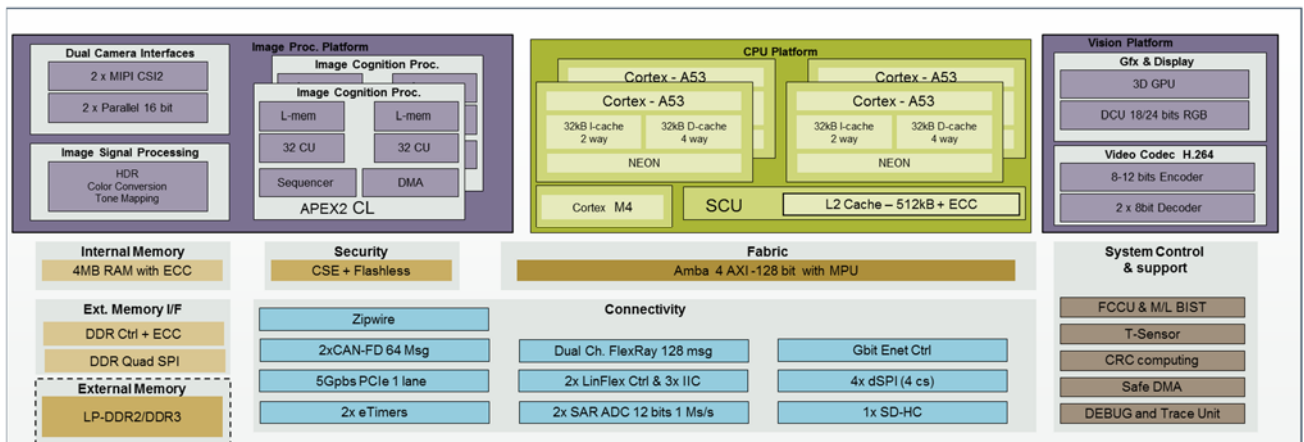 Image Proc. Platform
Dual Camera Interfaces
2 x MIPI CSI2
2 x Parallel 16 bit
Image Signal Processing
HDR
Color Conversion
Tone Mapping
Image Cognition Proc.
Image Cognition Proc.
L-mem
L-mem
32 CU
32 CU
Sequencer
DMA
APEX2 CL
CPU Platform
Cortex - A53
Cortex - A53
Cortex - A53
Cortex - A53
32kB I-cache
2 way
32kB D-cache
4 way
32kB I-cache
2 way
32kB D-cache
4 way
NEON
NEON
Cortex M4
SCU
L2 Cache – 512kB + ECC
Vision Platform
Gfx & Display
3D GPU
DCU 18/24 bits RGB
Video Codec H.264
8-12 bits Encoder
2 x 8bit Decoder
Internal Memory
4MB RAM with ECC
Security
CSE + Flashless
Fabric
Amba 4 AXI -128 bit with MPU
System Control
& support
FCCU & M/L BIST
T-Sensor
CRC computing
Safe DMA
DEBUG and Trace Unit
Ext. Memory I/F
DDR Ctrl + ECC
DDR Quad SPI
External Memory
LP-DDR2/DDR3
Connectivity
Zipwire
2xCAN-FD 64 Msg
Dual Ch. FlexRay 128 msg
Gbit Enet Ctrl
5Gpbs PCIe 1 lane
2x LinFlex Ctrl & 3x IIC
4x dSPI (4 cs)
2x eTimers
2x SAR ADC 12 bits 1 Ms/s
1x SD-HC